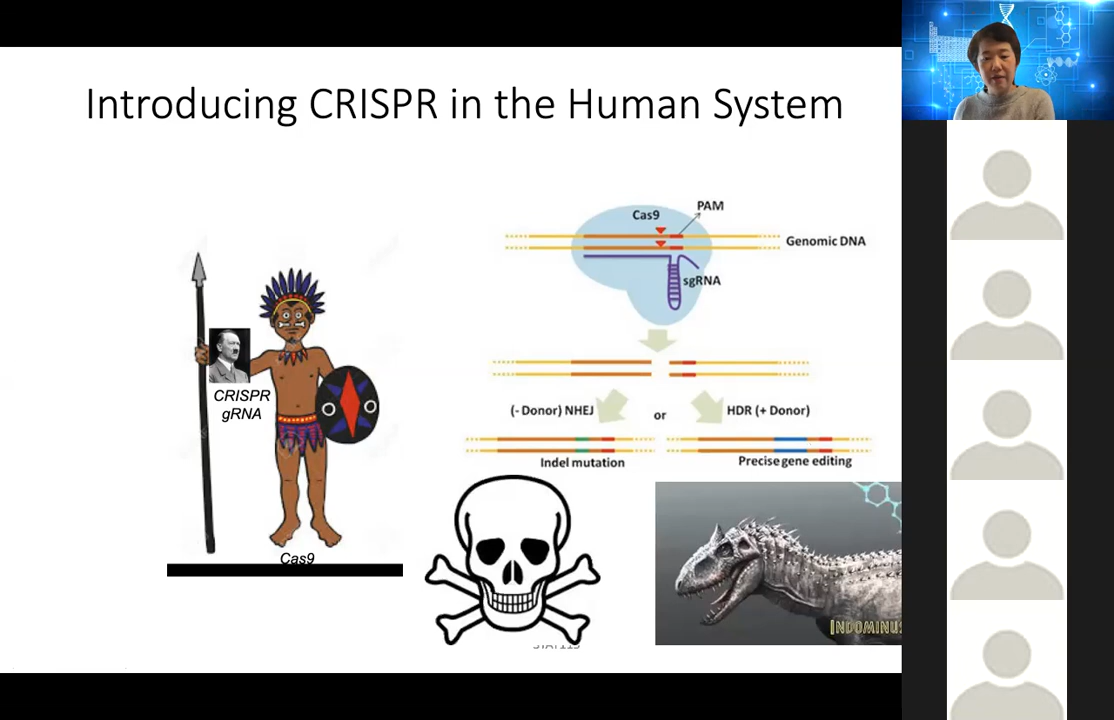 Introducing CRISPR in the Human System
CRISPR
gRNA
Cas9
Cas9
PAM
Genomic DNA
sgRNA
(- Donor) NHEJ
or
HDR (+ Donor)
Indel mutation
Precise gene editing
INDOMINUS